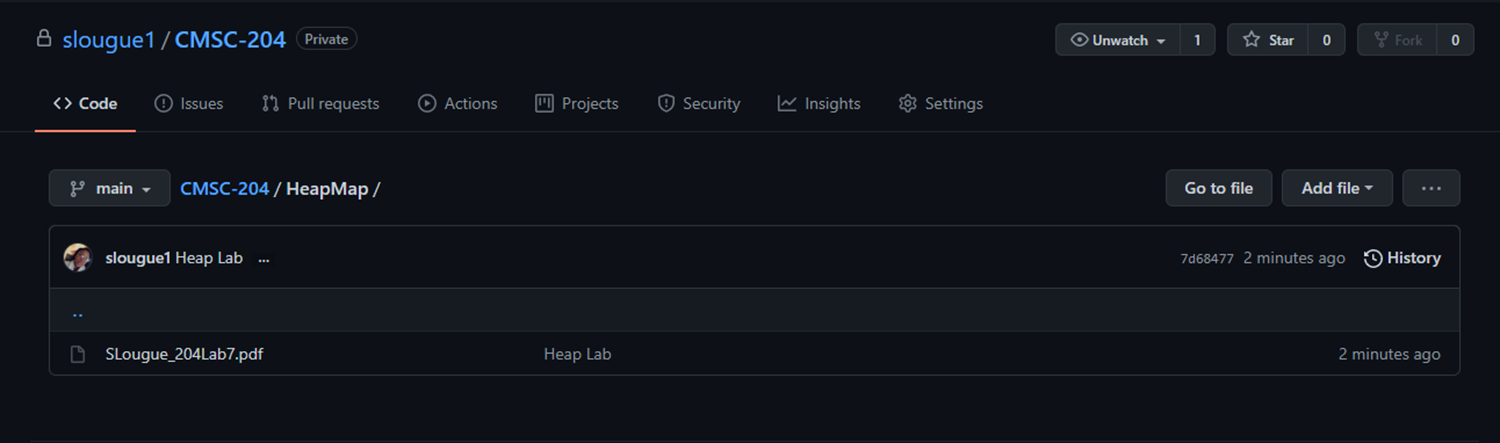 slougue1 / CMSC-204 Private Unwatch 1 Star 0 Fork 0
Code Issues Pull requests Actions Projects Security Insights Settings
main CMSC-204 / HeapMap / Go to file Add file ...
slougue1 Heap Lab ... 7d68477 2 minutes ago History
..
SLougue_204Lab7.pdf Heap Lab 2 minutes ago